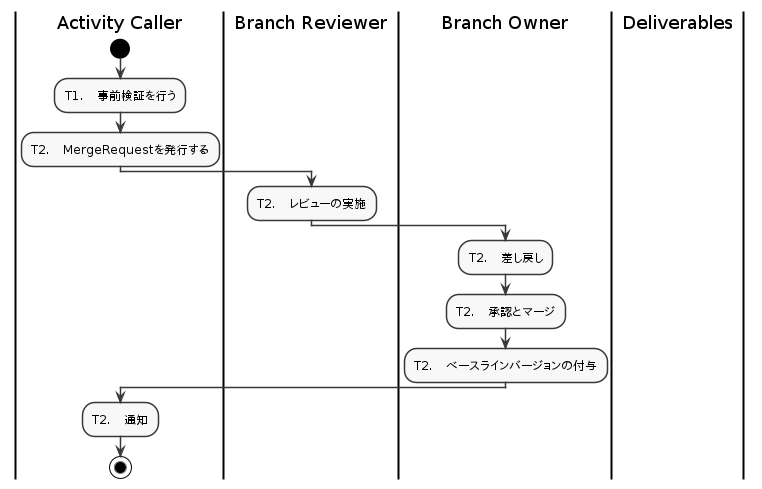 Activity Caller
Branch Reviewer
Branch Owner
Deliverables
T1.　事前検証を行う
T2.　MergeRequestを発行する
T2.　レビューの実施
T2.　差し戻し
T2.　承認とマージ
T2.　ベースラインバージョンの付与
T2.　通知